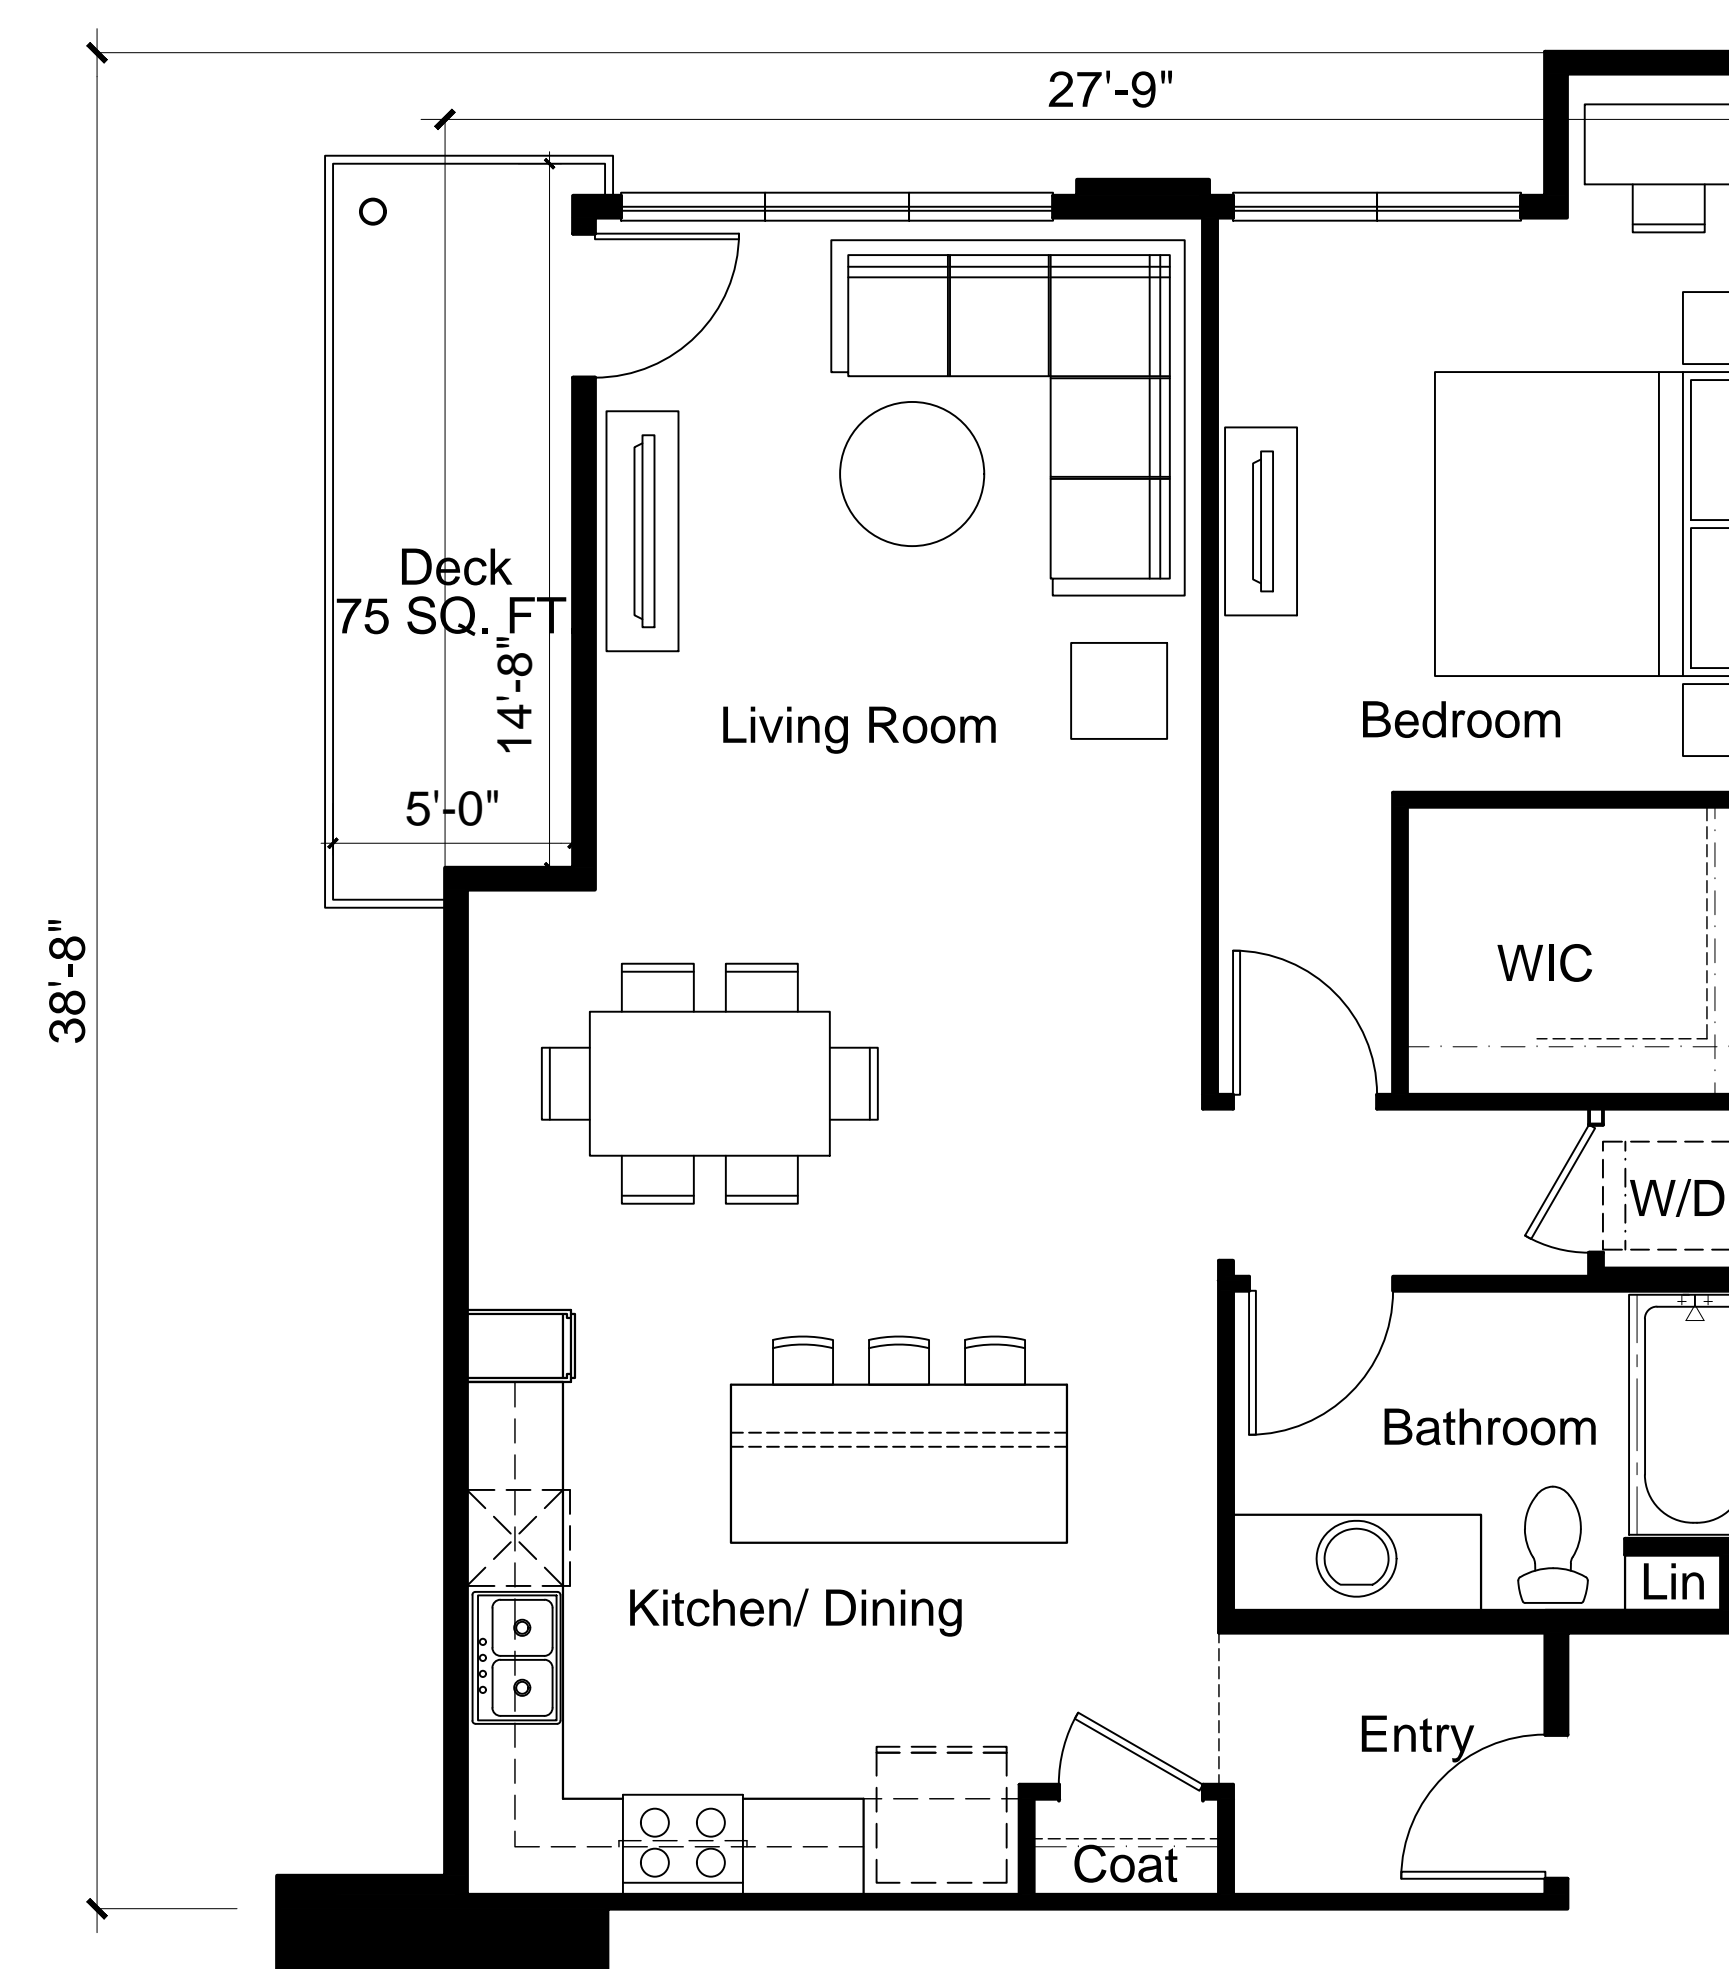 27'-9"
Deck
75 SQ. FT
14'-8"
Living Room
Bedroom
5'-0"
38'-8"
WIC
W/D
Bathroom
Kitchen/ Dining
Lin
Entry
Coat